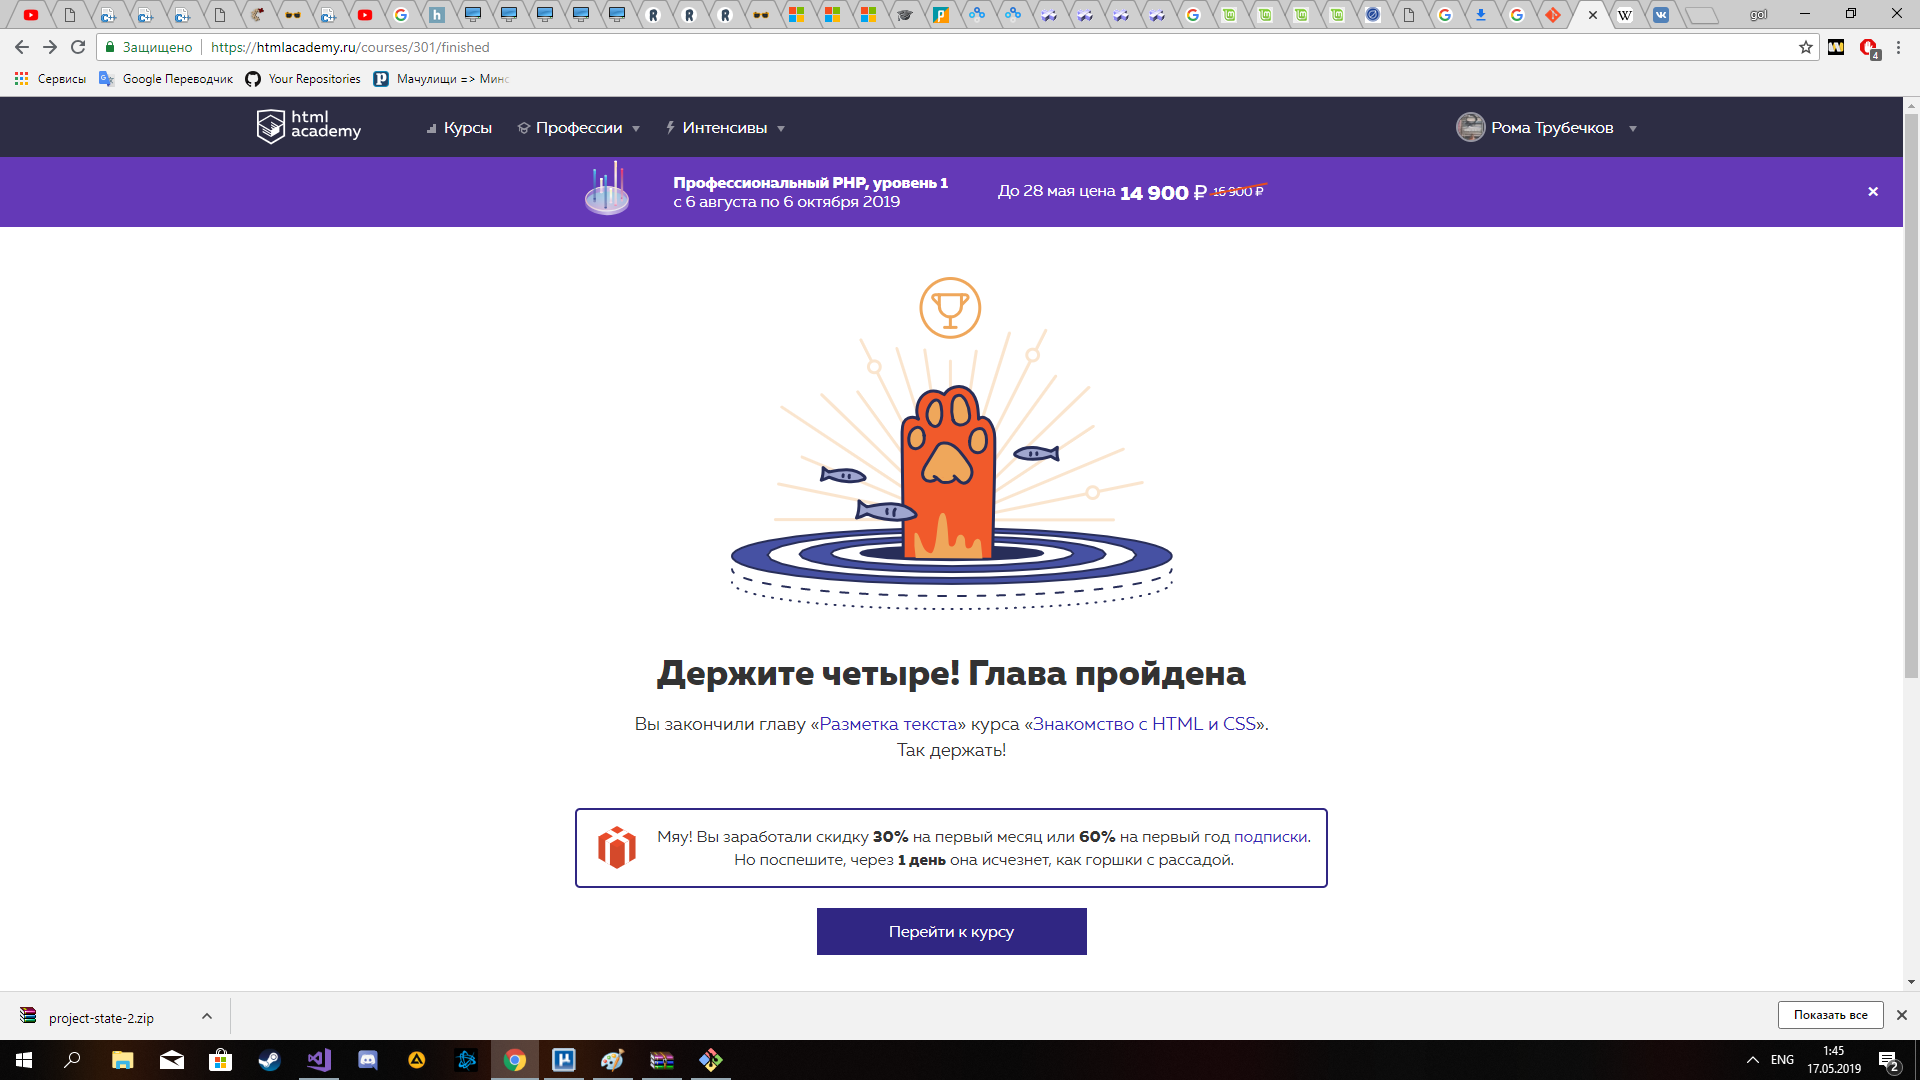 gol
Защищено
https://htmlacademy.ru/courses/301/finished
4
Сервисы
Google Переводчик
Your Repositories
Мачулищи => Минс
html
academy
Курсы
Профессии
Интенсивы
Рома Трубечков
Профессиональный PHP, уровень 1
с 6 августа по 6 октября 2019
До 28 мая цена 14 900 ₽ 16 900 ₽
Держите четыре! Глава пройдена
Вы закончили главу «Разметка текста» курса «Знакомство с HTML и CSS».
Так держать!
Мяу! Вы заработали скидку 30% на первый месяц или 60% на первый год подписки.
Но поспешите, через 1 день она исчезнет, как горшки с рассадой.
Перейти к курсу
project-state-2.zip
Показать все
ENG
1:45
17.05.2019
2